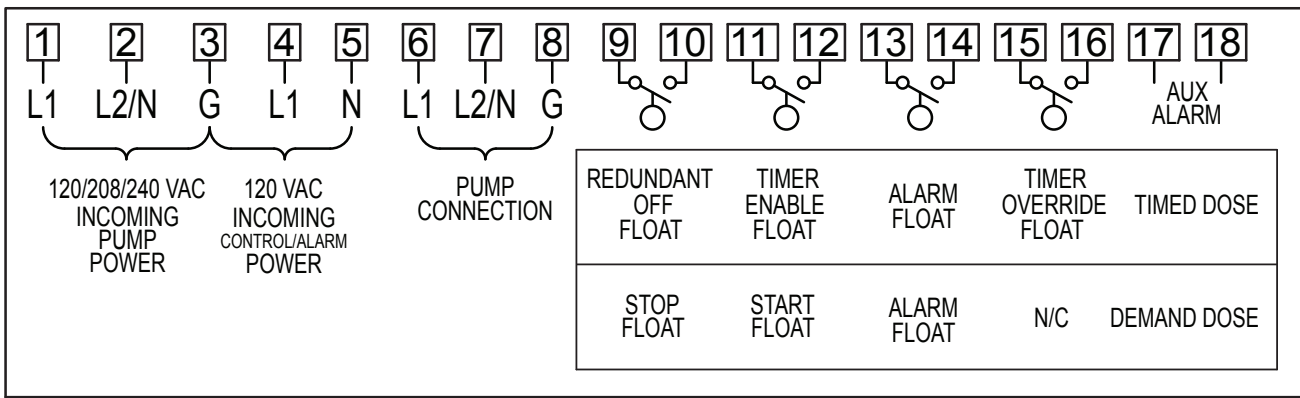 1 2 3 4 5 6 7 8 9 10 11 12 13 14 15 16 17 18
L1 L2/N G L1 N L1 L2/N G
AUX
ALARM
120/208/240 VAC
INCOMING
PUMP
POWER
120 VAC
INCOMING
CONTROL/ALARM
POWER
PUMP
CONNECTION
REDUNDANT
OFF
FLOAT
TIMER
ENABLE
FLOAT
ALARM
FLOAT
TIMER
OVERRIDE
FLOAT
TIMED DOSE
STOP
FLOAT
START
FLOAT
ALARM
FLOAT
N/C
DEMAND DOSE